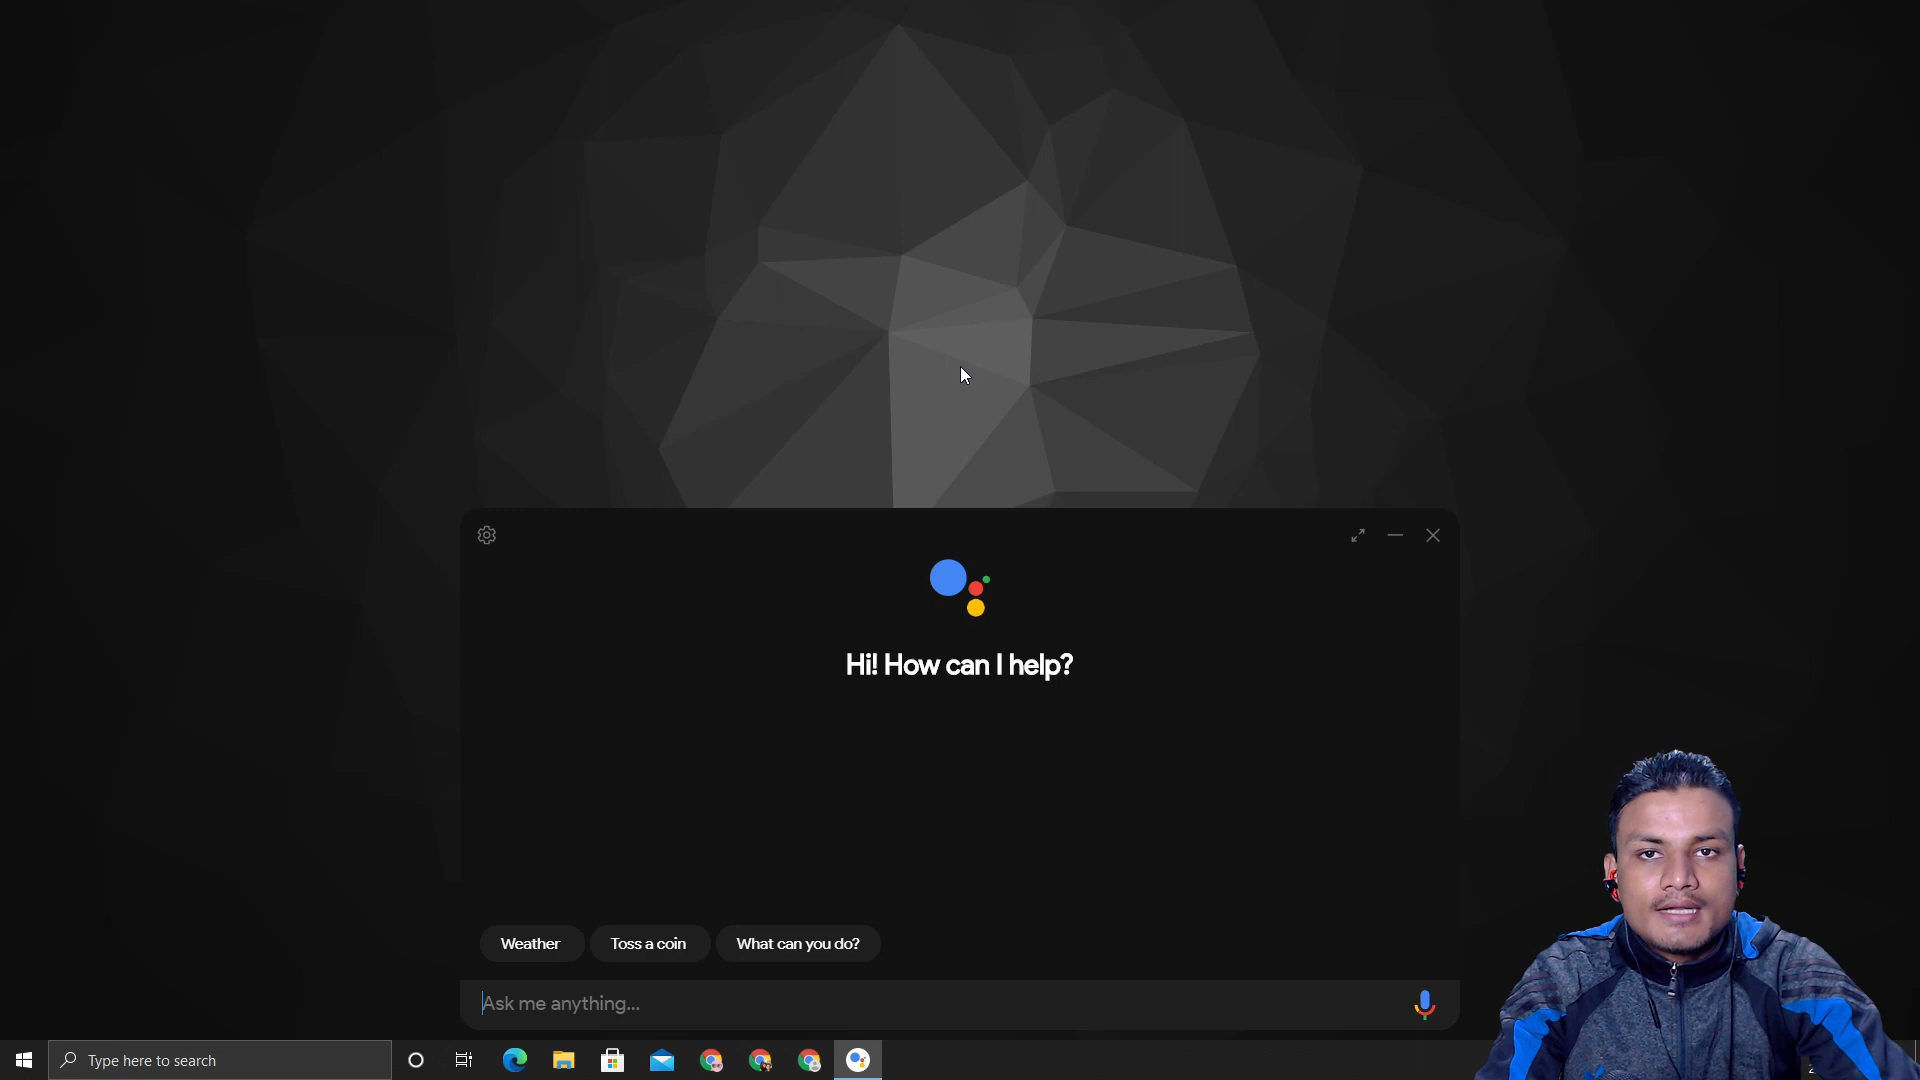 Hi! How can I help?
Weather
Toss a coin
What can you do?
Ask me anything...
Type here to search